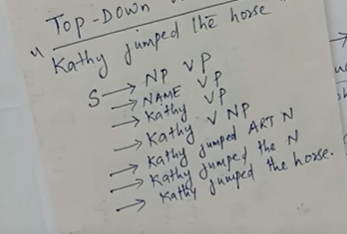 Top-Down
" Kathy jumped the horse "
S → NP VP
→ NAME VP
→ Kathy VP
→ Kathy V NP
→ Kathy jumped ART N
→ Kathy jumped the N
→ Kathy jumped the horse.